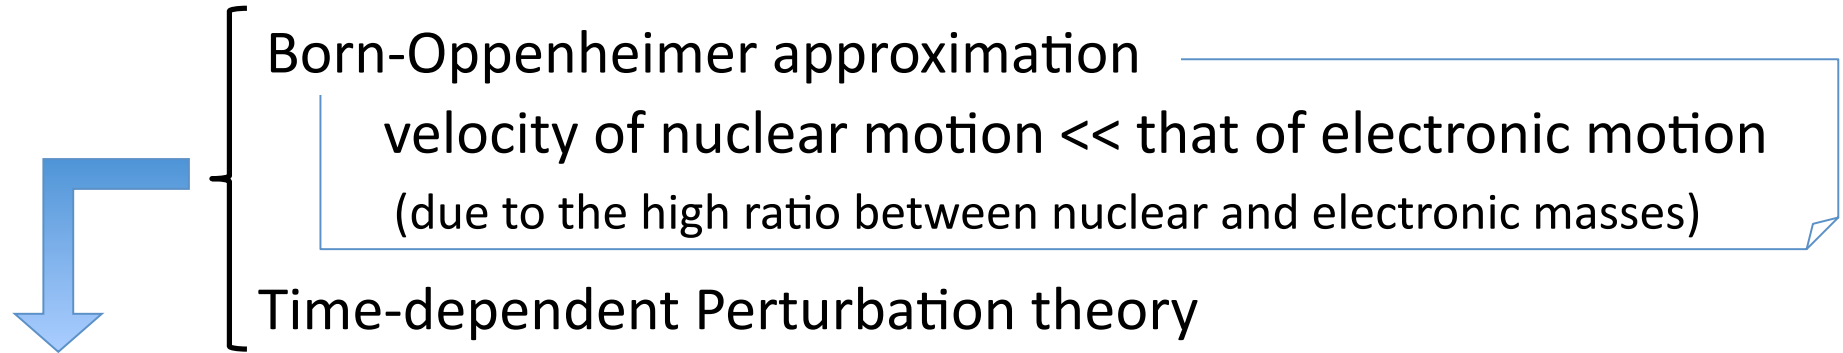 Born-Oppenheimer approximation
velocity of nuclear motion << that of electronic motion
(due to the high ratio between nuclear and electronic masses)
Time-dependent Perturbation theory